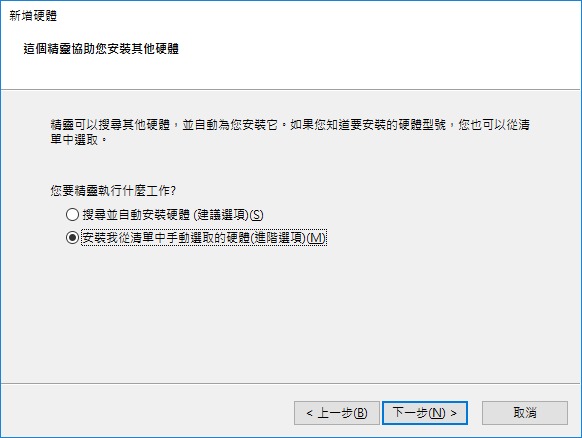 新增硬體
這個精靈協助您安裝其他硬體
精靈可以搜尋其他硬體，並自動為您安裝它。如果您知道要安裝的硬體型號，您也可以從清
單中選取。
您要精靈執行什麼工作?
搜尋並自動安裝硬體 (建議選項)(S)
安裝我從清單中手動選取的硬體(進階選項)(M)
< 上一步(B) 下一步(N) > 取消